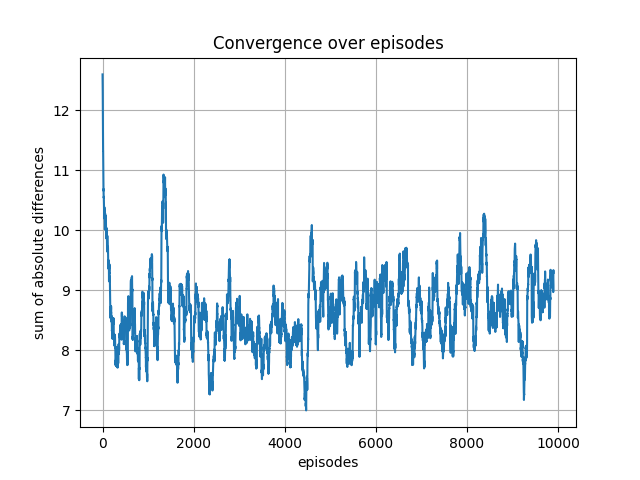 Convergence over episodes
sum of absolute differences
12
11
10
9
8
7
0 2000 4000 6000 8000 10000
episodes